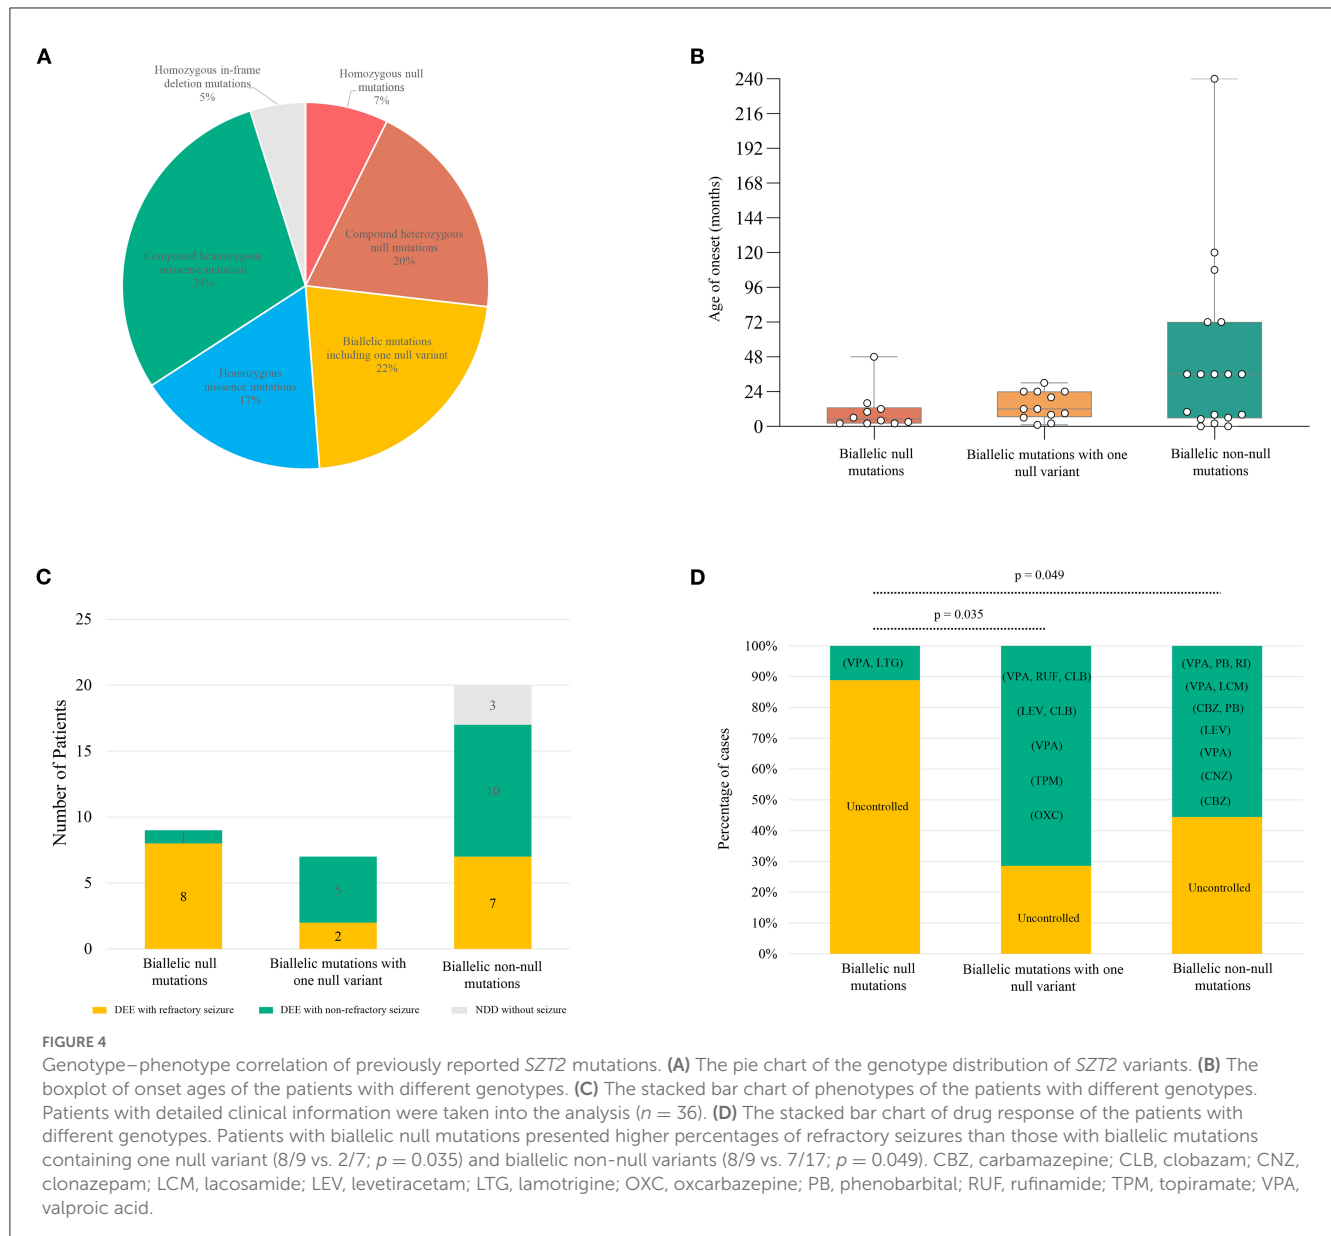 A
Homozygous in-frame
deletion mutations
5%
Homozygous null
mutations
7%
Compound heterozygous
null mutations
20%
Compound heterozygous
missense mutation
29%
Biallelic mutations
including one null variant
22%
Homozygous
missence mutations
17%
B
Age of oneset (months)
240
216
192
168
144
120
96
72
48
24
0
Biallelic null
mutations
Biallelic mutations with one
null variant
Biallelic non-null
mutations
C
Number of Patients
25
20
15
10
5
0
1
8
5
2
3
10
7
Biallelic null
mutations
Biallelic mutations with
one null variant
Biallelic non-null
mutations
DEE with refractory seizure
DEE with non-refractory seizure
NDD without seizure
D
p = 0.049
p = 0.035
Percentage of cases
100%
90%
80%
70%
60%
50%
40%
30%
20%
10%
0%
(VPA, LTG)
Uncontrolled
(VPA, RUF, CLB)
(LEV, CLB)
(VPA)
(TPM)
(OXC)
Uncontrolled
(VPA, PB, RI)
(VPA, LCM)
(CBZ, PB)
(LEV)
(VPA)
(CNZ)
(CBZ)
Uncontrolled
Biallelic null
mutations
Biallelic mutations with one
null variant
Biallelic non-null
mutations
FIGURE 4
Genotype–phenotype correlation of previously reported SZT2 mutations. (A) The pie chart of the genotype distribution of SZT2 variants. (B) The
boxplot of onset ages of the patients with different genotypes. (C) The stacked bar chart of phenotypes of the patients with different genotypes.
Patients with detailed clinical information were taken into the analysis (n = 36). (D) The stacked bar chart of drug response of the patients with
different genotypes. Patients with biallelic null mutations presented higher percentages of refractory seizures than those with biallelic mutations
containing one null variant (8/9 vs. 2/7; p = 0.035) and biallelic non-null variants (8/9 vs. 7/17; p = 0.049). CBZ, carbamazepine; CLB, clobazam; CNZ,
clonazepam; LCM, lacosamide; LEV, levetiracetam; LTG, lamotrigine; OXC, oxcarbazepine; PB, phenobarbital; RUF, rufinamide; TPM, topiramate; VPA,
valproic acid.